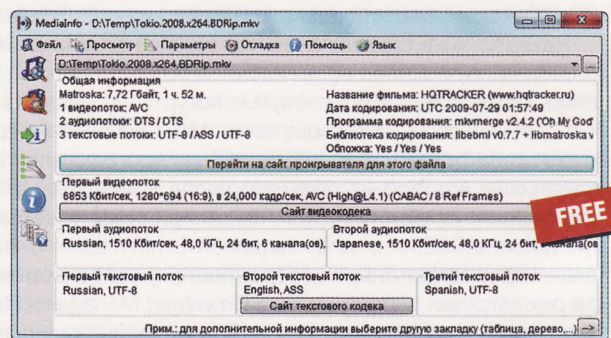 MediaInfo - D:\Temp\Tokio.2008.x264.BDRip.mkv
Файл Просмотр Параметры Отладка Помощь Язык
D:\Temp\Tokio.2008.x264.BDRip.mkv
Общая информация
Matroska: 7,72 Гбайт, 1 ч. 52 м.
1 видеопоток: AVC
2 аудиопотоки: DTS / DTS
3 текстовые потоки: UTF-8 / ASS / UTF-8
Название фильма: HQTRACKER (www.hqtracker.ru)
Дата кодирования: UTC 2009-07-29 01:57:49
Программа кодирования: mkvmerge v2.4.2 ('Oh My God'
Библиотека кодирования: libebml v0.7.7 + libmatroska v
Обложка: Yes / Yes / Yes
Перейти на сайт проигрывателя для этого файла
Первый видеопоток
6853 Кбит/сек, 1280*694 (16:9), в 24,000 кадр/сек, AVC (High@L4.1) (CABAC / 8 Ref Frames)
Сайт видеокодека
FREE
Первый аудиопоток
Russian, 1510 Кбит/сек, 48,0 КГц, 24 бит, 6 канала(ов),
Второй аудиопоток
Japanese, 1510 Кбит/сек, 48,0 КГц, 24 бит, 6 канала(ов
Первый текстовый поток
Russian, UTF-8
Второй текстовый поток
English, ASS
Третий текстовый поток
Spanish, UTF-8
Сайт текстового кодека
Прим.: для дополнительной информации выберите другую закладку (таблица, дерево,...)